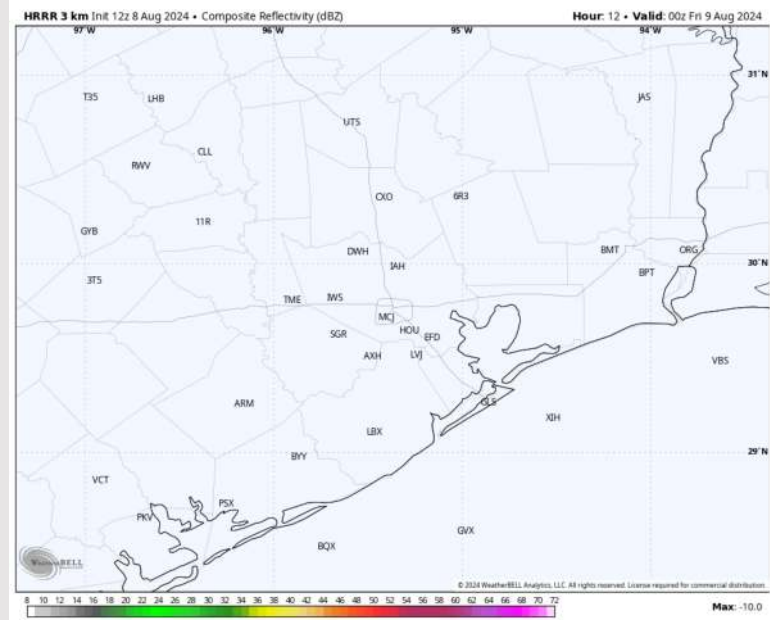 HRRR 3 km Init 12z 8 Aug 2024 • Composite Reflectivity (dBZ) Hour: 12 • Valid: 00z Fri 9 Aug 2024
97°W 96°W 95°W 94°W
31°N
T35 LHB JAS
UTS
CLL
RWV
CXO 6R3
11R
GYB
DWH BMT ORG
30°N
IAH
BPT
3T5
TME IWS
MCJ
HOU
SGR EFD
AXH LVJ
VBS
ARM GLS
XIH
LBX
29°N
BYY
VCT
PSX
PKV
GVX
BQX
WeatherBELL
© 2024 WeatherBELL Analytics, LLC. All rights reserved. License required for commercial distribution.
8 10 12 14 16 18 20 22 24 26 28 30 32 34 36 38 40 42 44 46 48 50 52 54 56 58 60 62 64 66 68 70 72
Max: -10.0